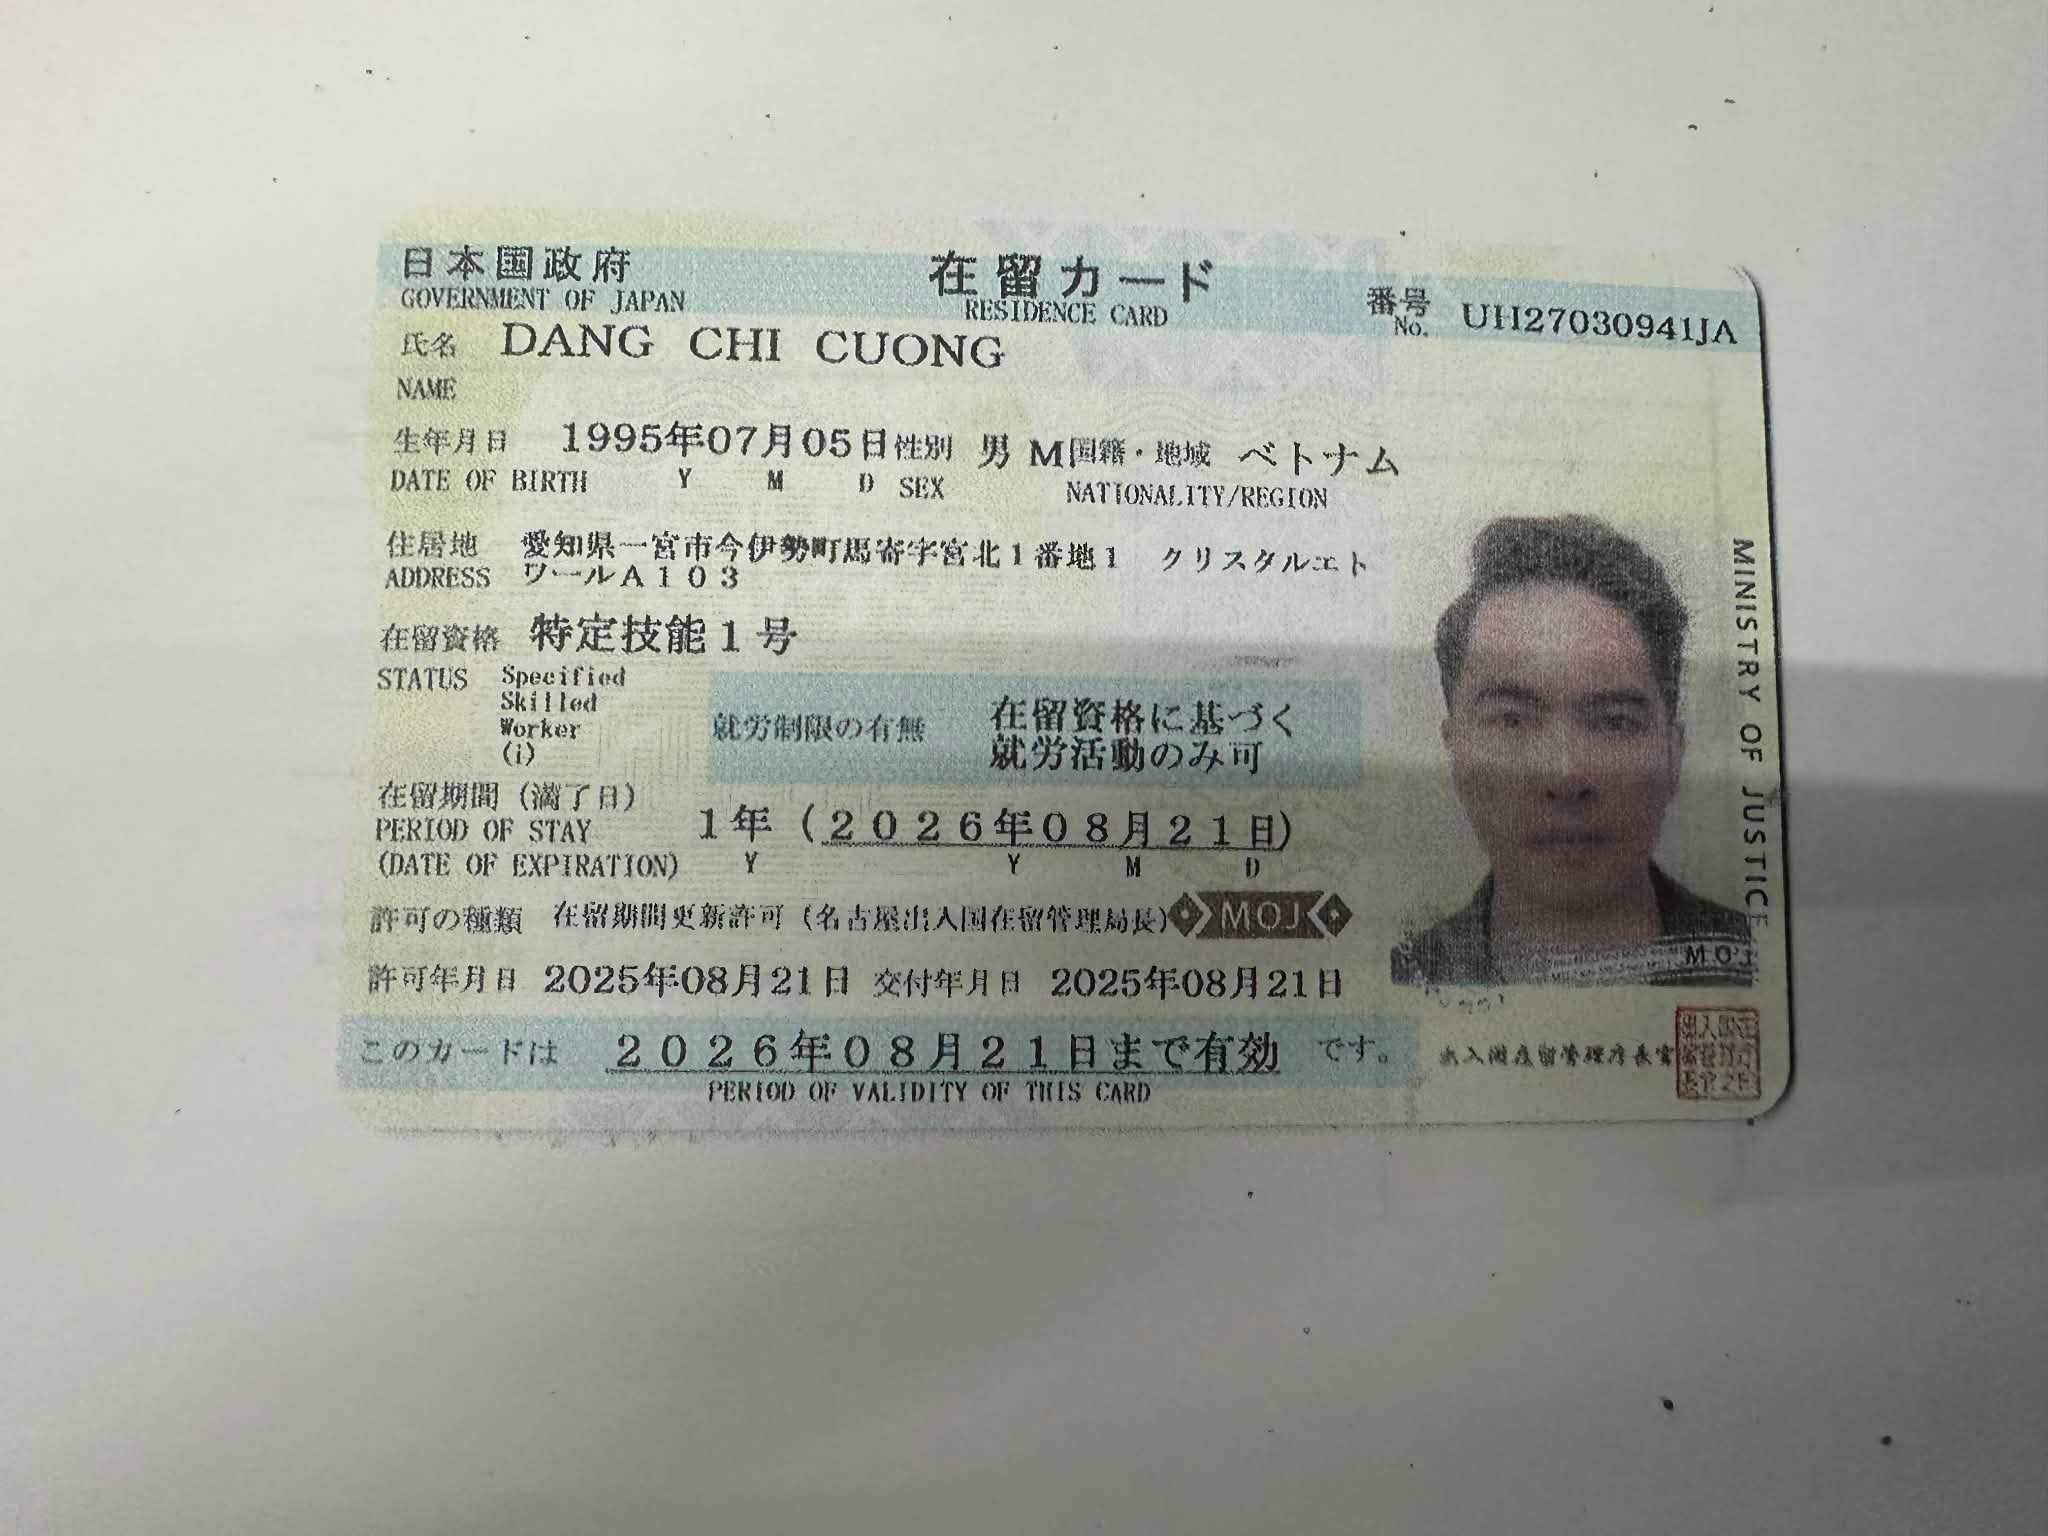 日本国政府 在留カード 番号 UH27030941JA
GOVERNMENT OF JAPAN RESIDENCE CARD No.
氏名 DANG CHI CUONG
NAME
生年月日 1995年07月05日 性別 男 M 国籍・地域 ベトナム
DATE OF BIRTH Y M D SEX NATIONALITY/REGION
住居地 愛知県一宮市今伊勢町馬寄字宮北1番地1 クリスタルエト
ADDRESS ワールA103
在留資格 特定技能1号
STATUS Specified
Skilled
Worker
(i)
就労制限の有無 在留資格に基づく
就労活動のみ可
在留期間(満了日)
PERIOD OF STAY 1年(2026年08月21日)
(DATE OF EXPIRATION) Y Y M D
許可の種類 在留期間更新許可(名古屋出入国在留管理局長) MOJ
許可年月日 2025年08月21日 交付年月日 2025年08月21日
このカードは 2026年08月21日まで有効 です。
PERIOD OF VALIDITY OF THIS CARD
MINISTRY OF JUSTICE
MOJ
出入国在留管理庁長官